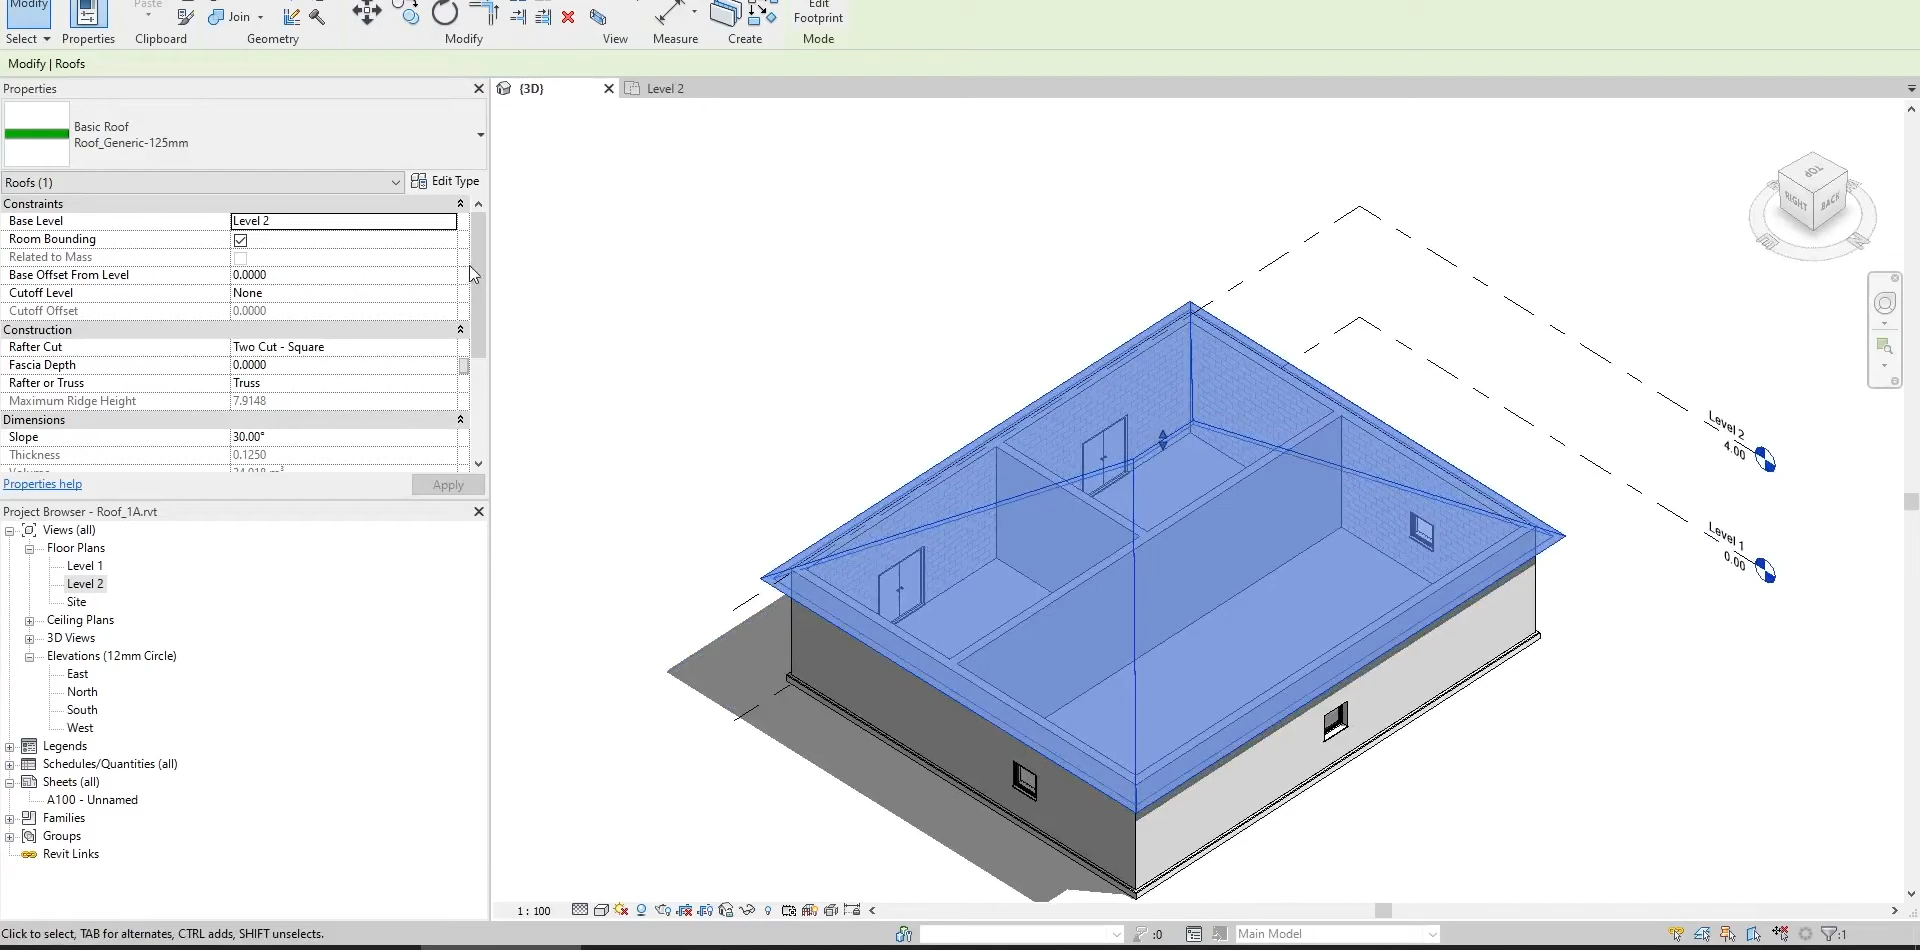 Modify
Paste
Join
Edit
Footprint
Select
Properties
Clipboard
Geometry
Modify
View
Measure
Create
Mode
Modify | Roofs
Properties
{3D}
Level 2
Basic Roof
Roof_Generic-125mm
Roofs (1)
Edit Type
Constraints
Base Level
Level 2
Room Bounding
Related to Mass
Base Offset From Level
0.0000
Cutoff Level
None
Cutoff Offset
0.0000
Construction
Rafter Cut
Two Cut - Square
Fascia Depth
0.0000
Rafter or Truss
Truss
Maximum Ridge Height
7.9148
Dimensions
Slope
30.00°
Thickness
0.1250
Properties help
Apply
TOP
RIGHT
BACK
Level 2
4.00
Level 1
0.00
Project Browser - Roof_1A.rvt
Views (all)
Floor Plans
Level 1
Level 2
Site
Ceiling Plans
3D Views
Elevations (12mm Circle)
East
North
South
West
Legends
Schedules/Quantities (all)
Sheets (all)
A100 - Unnamed
Families
Groups
Revit Links
1 : 100
Click to select, TAB for alternates, CTRL adds, SHIFT unselects.
:0
Main Model
:1